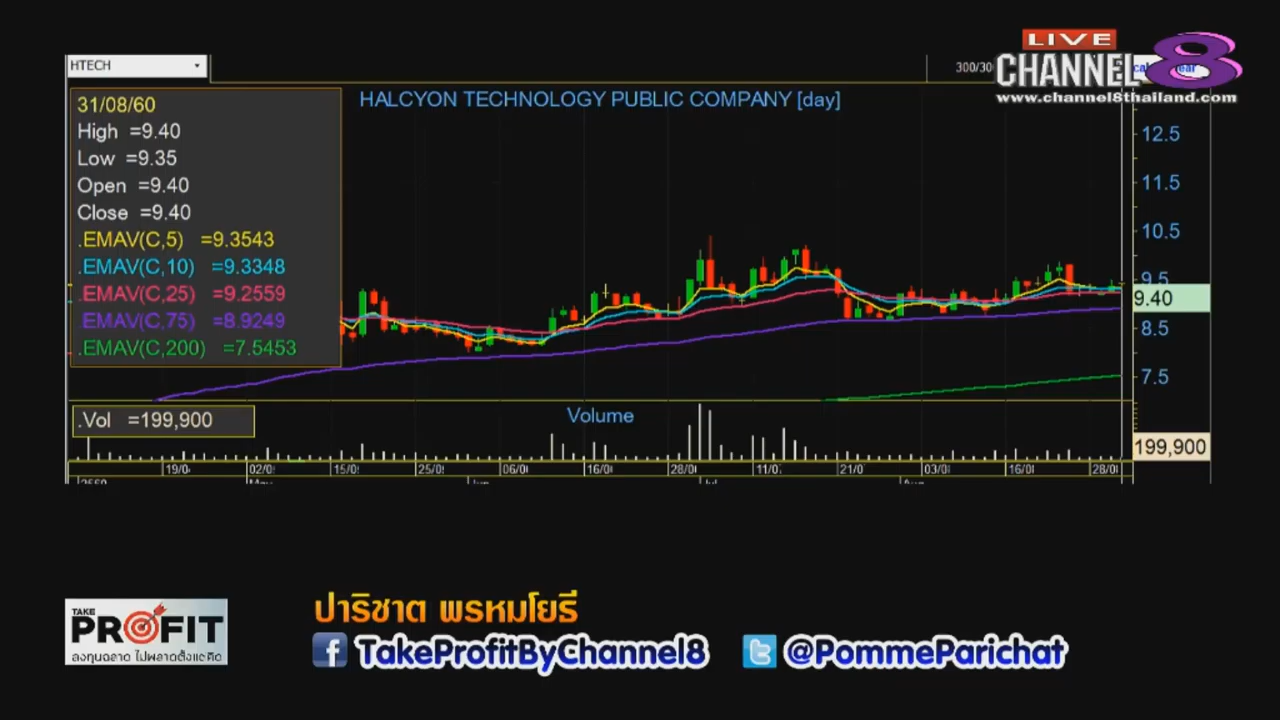 LIVE
CHANNEL 8
www.channel8thailand.com
HTECH
300/30
31/08/60
High =9.40
Low =9.35
Open =9.40
Close =9.40
.EMAV(C,5) =9.3543
.EMAV(C,10) =9.3348
.EMAV(C,25) =9.2559
.EMAV(C,75) =8.9249
.EMAV(C,200) =7.5453
HALCYON TECHNOLOGY PUBLIC COMPANY [day]
12.5
11.5
10.5
9.5
9.40
8.5
7.5
.Vol =199,900
Volume
199,900
19/0 02/0 15/0 25/0 06/0 16/0 28/0 11/0 21/0 03/0 16/0 28/0
TAKE
PROFIT
ลงทุนฉลาด ไม่พลาดตั้งแต่คิด
ปาริชาต พรหมโยธี
f TakeProfitByChannel8
t @PommeParichat